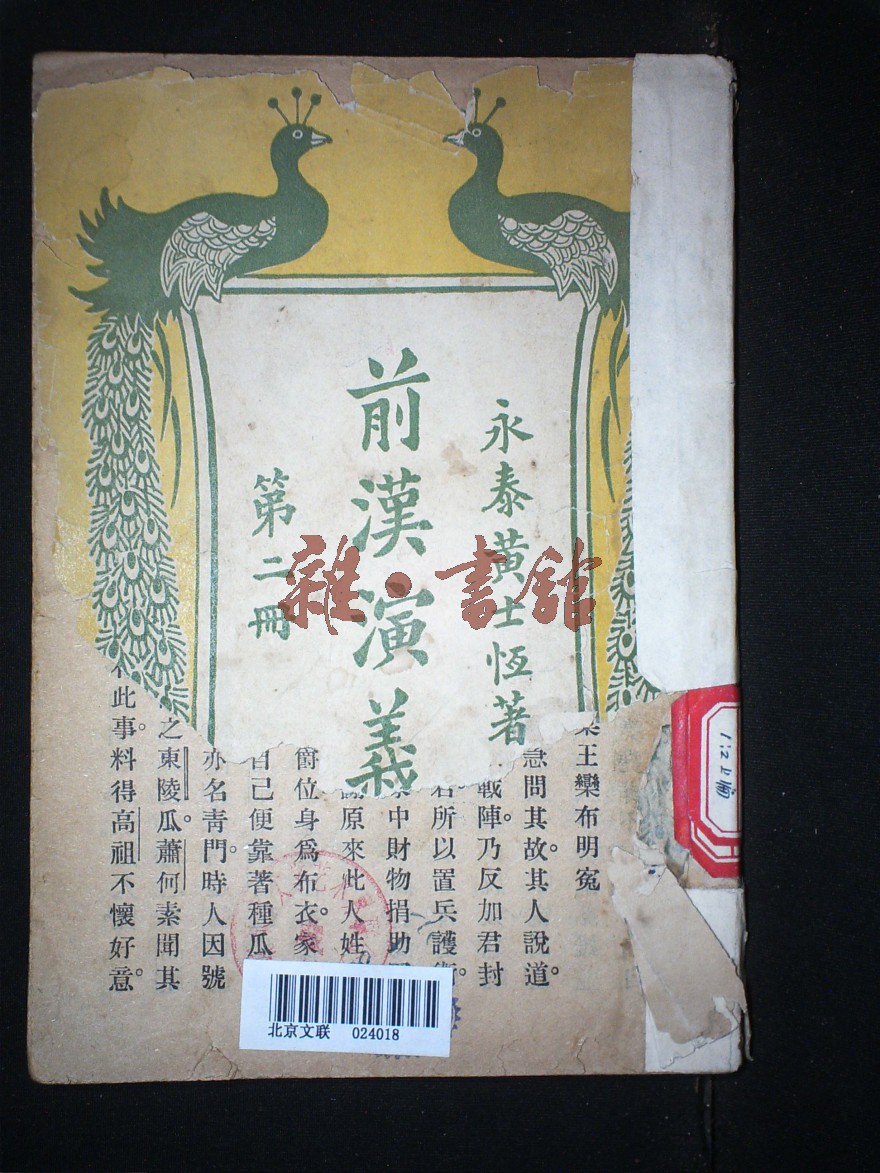 永泰黃士恆著
前漢演義
第二冊
雜·書舘
王欒布明冤
急問其故。其人說道。
戰陣。乃反加君封
所以置兵護衛。
中財物捐助
原來此人姓
爵位身爲布衣。家
自己便靠著種瓜
亦名青門。時人因號
之東陵瓜。蕭何素聞其
此事。料得高祖不懷好意。
北京文联 024018